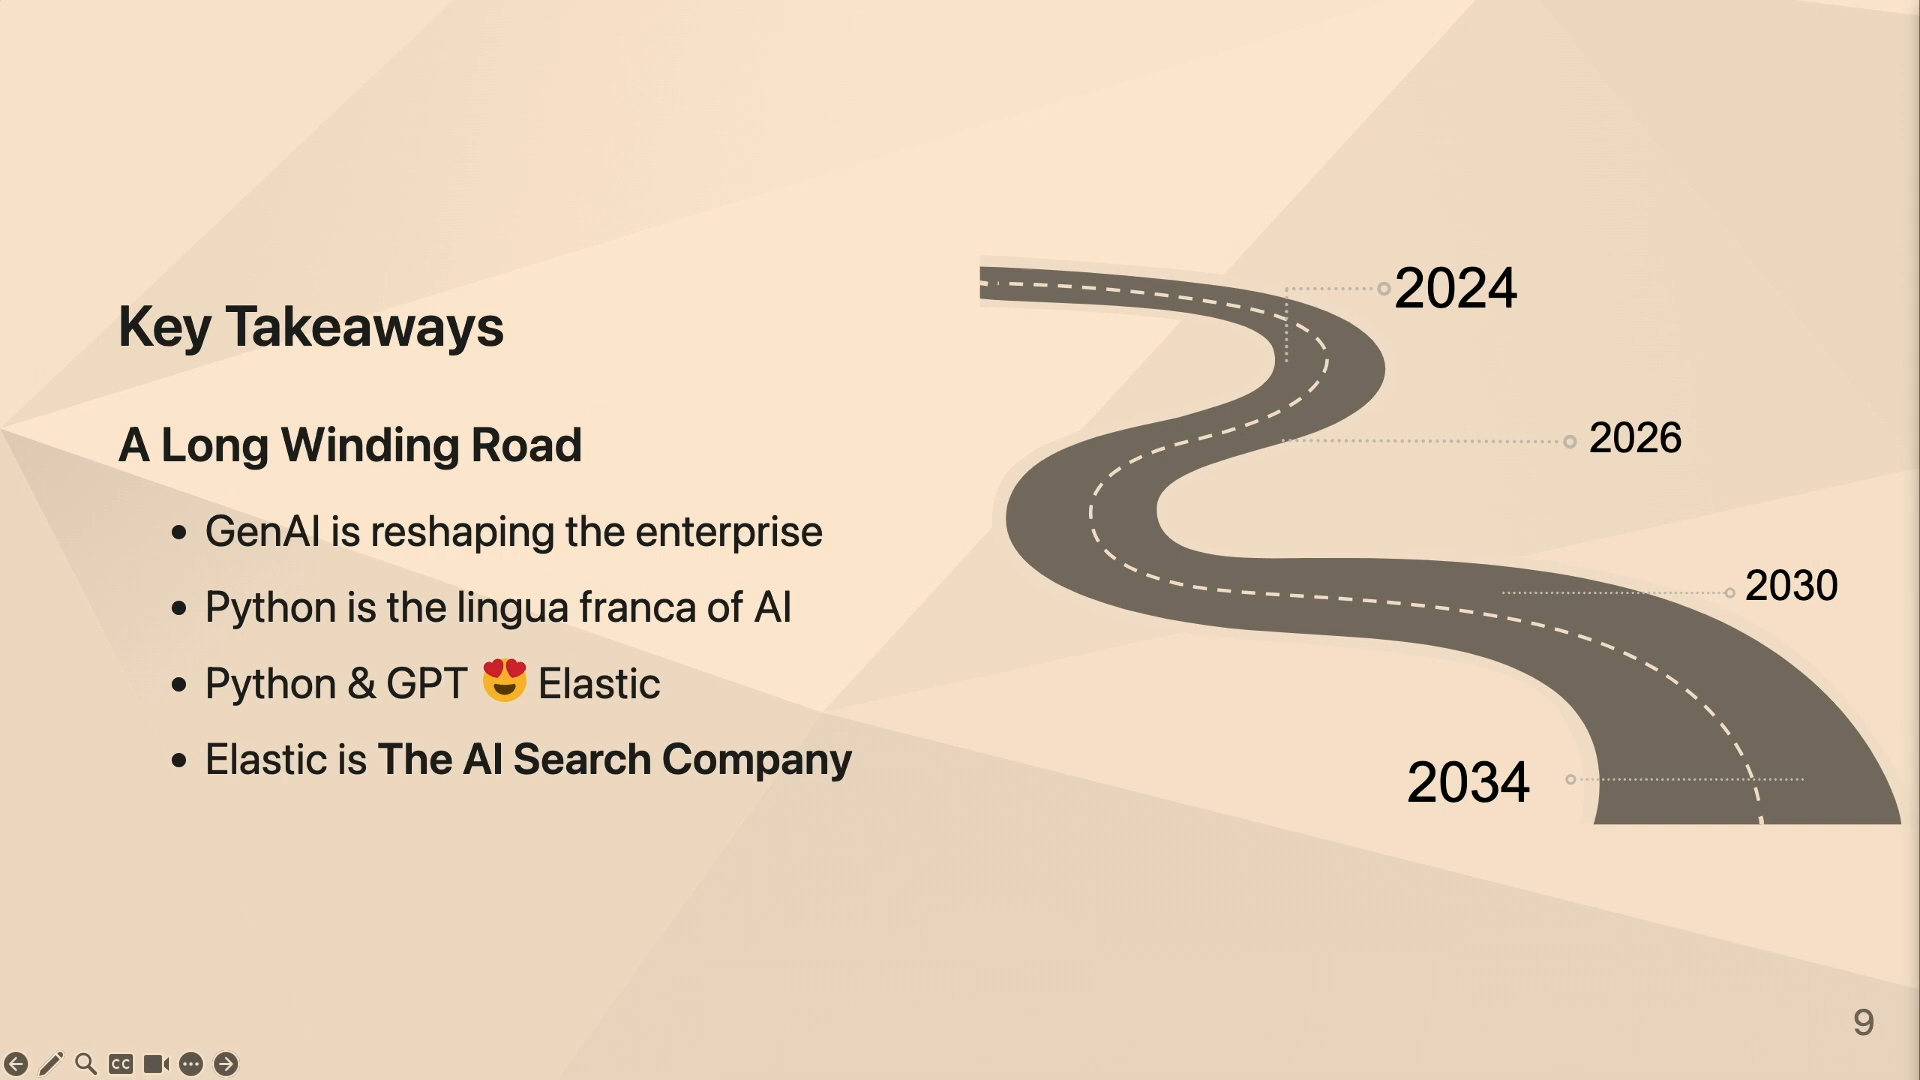 Key Takeaways
A Long Winding Road
• GenAI is reshaping the enterprise
• Python is the lingua franca of AI
• Python & GPT 😍 Elastic
• Elastic is The AI Search Company
2024
2026
2030
2034
9
CC